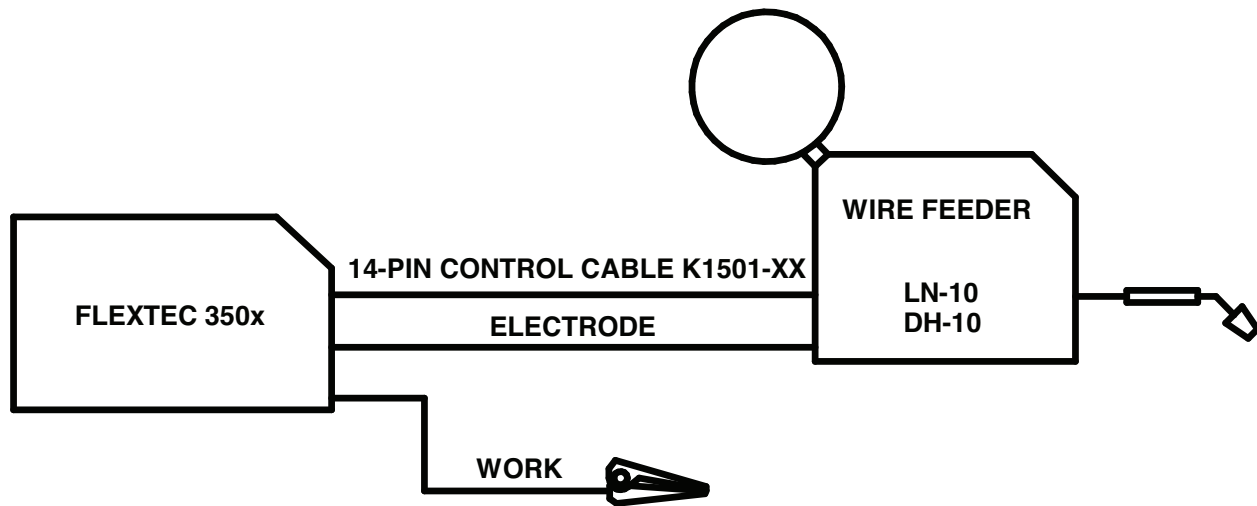 WIRE FEEDER
14-PIN CONTROL CABLE K1501-XX
LN-10
FLEXTEC 350x
ELECTRODE
DH-10
WORK